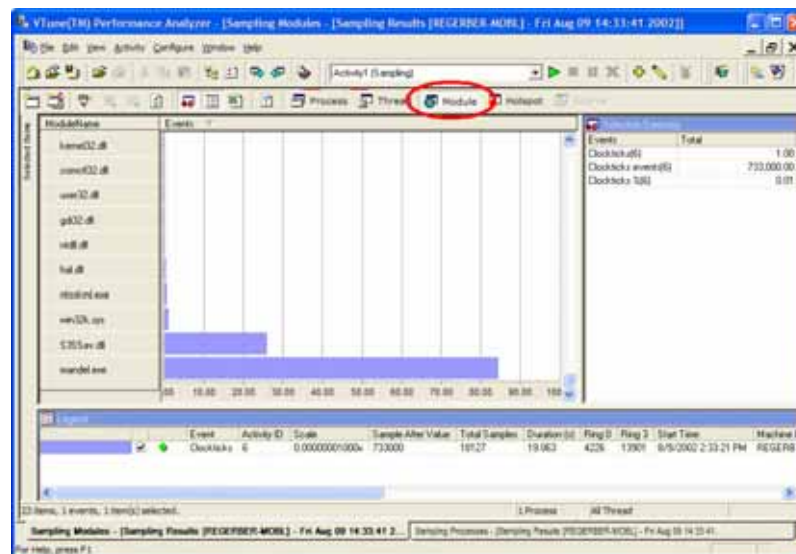 VTune(TM) Performance Analyzer - [Sampling Modules - [Sampling Results [REGERBER-MOBL] - Fri Aug 09 14:33:41 2002]]
File Edit View Activity Configure Window Help
Activity1 (Sampling)
Process Thread Module Hotspot
Selected Items
ModuleName Events
kernel32.dll
user32.dll
gdi32.dll
ntdll.dll
hal.dll
ntoskrnl.exe
win32k.sys
mandel.exe
.00 10.00 20.00 30.00 40.00 50.00 60.00 70.00 80.00 90.00 100
Selection Summary
Events Total
Clockticks(6) 1.00
Clockticks events(6) 733,000.00
Clockticks %(6) 0.01
Legend
Event Activity ID Scale Sample After Value Total Samples Duration (s) Ring 0 Ring 3 Start Time Machine
Clockticks 6 0.00000001000x 733000 18127 19.063 4226 13901 8/9/2002 2:33:21 PM REGERB
23 items, 1 events, 1 item(s) selected. 1 Process All Thread
Sampling Modules - [Sampling Results [REGERBER-MOBL] - Fri Aug 09 14:33:41 2... Sampling Processes - [Sampling Results [REGERBER-MOBL] - Fri Aug 09 14:33:41
For Help, press F1